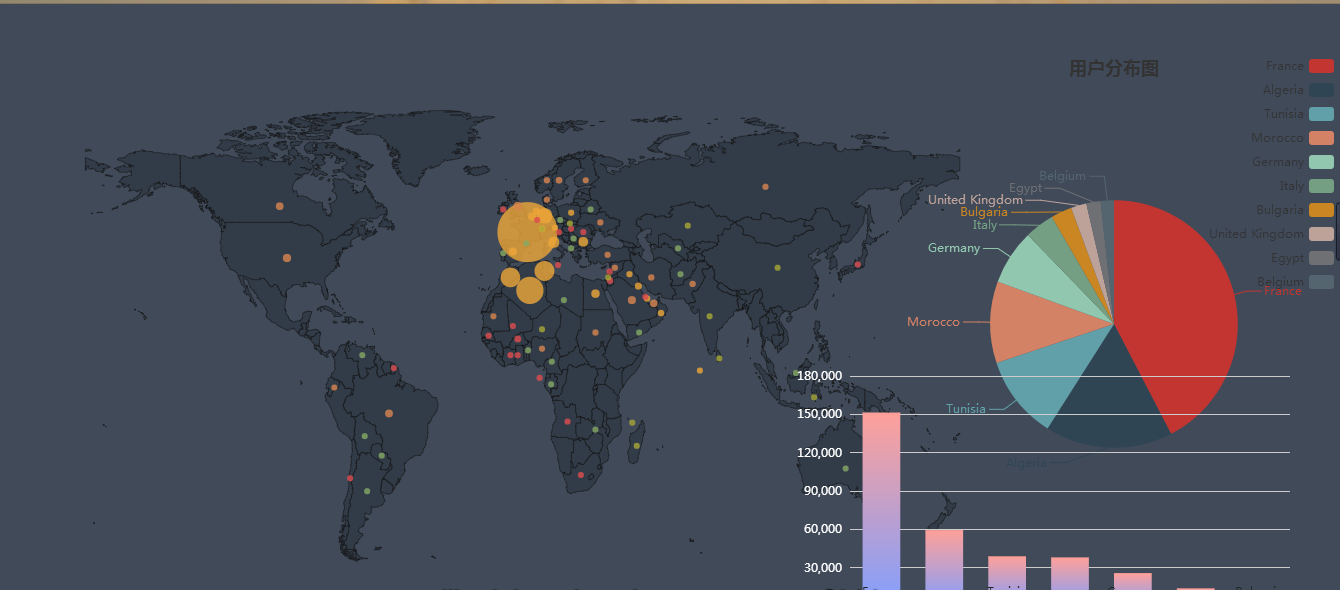 用户分布图
France
Algeria
Tunisia
Morocco
Germany
Italy
Bulgaria
United Kingdom
Egypt
Belgium
Belgium
Egypt
United Kingdom
Bulgaria
Italy
Germany
Morocco
Tunisia
Algeria
France
180,000
150,000
120,000
90,000
60,000
30,000